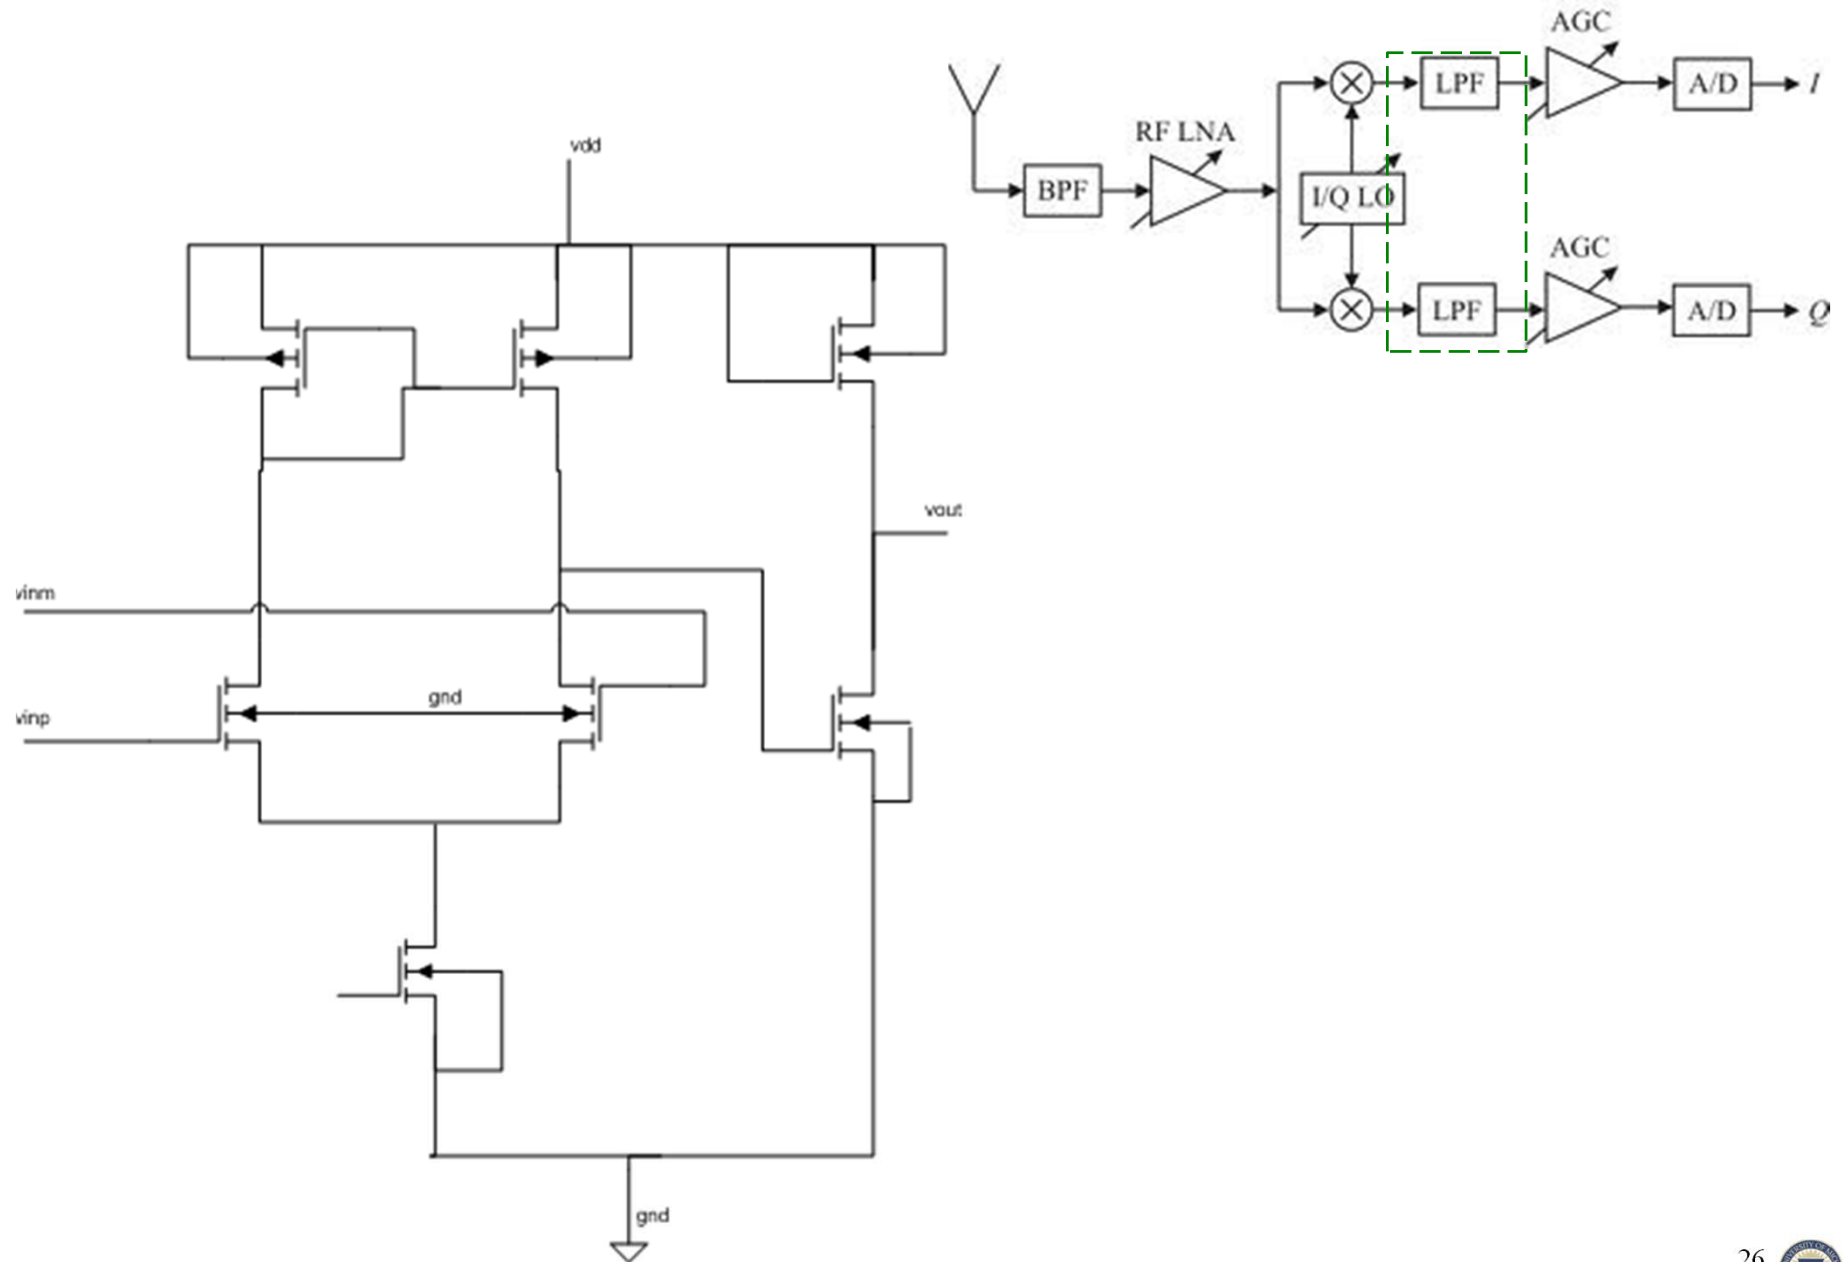 vdd
vinm
vinp
gnd
vout
gnd
AGC
RF LNA
LPF
A/D
I
BPF
I/Q LO
AGC
LPF
A/D
Q
26